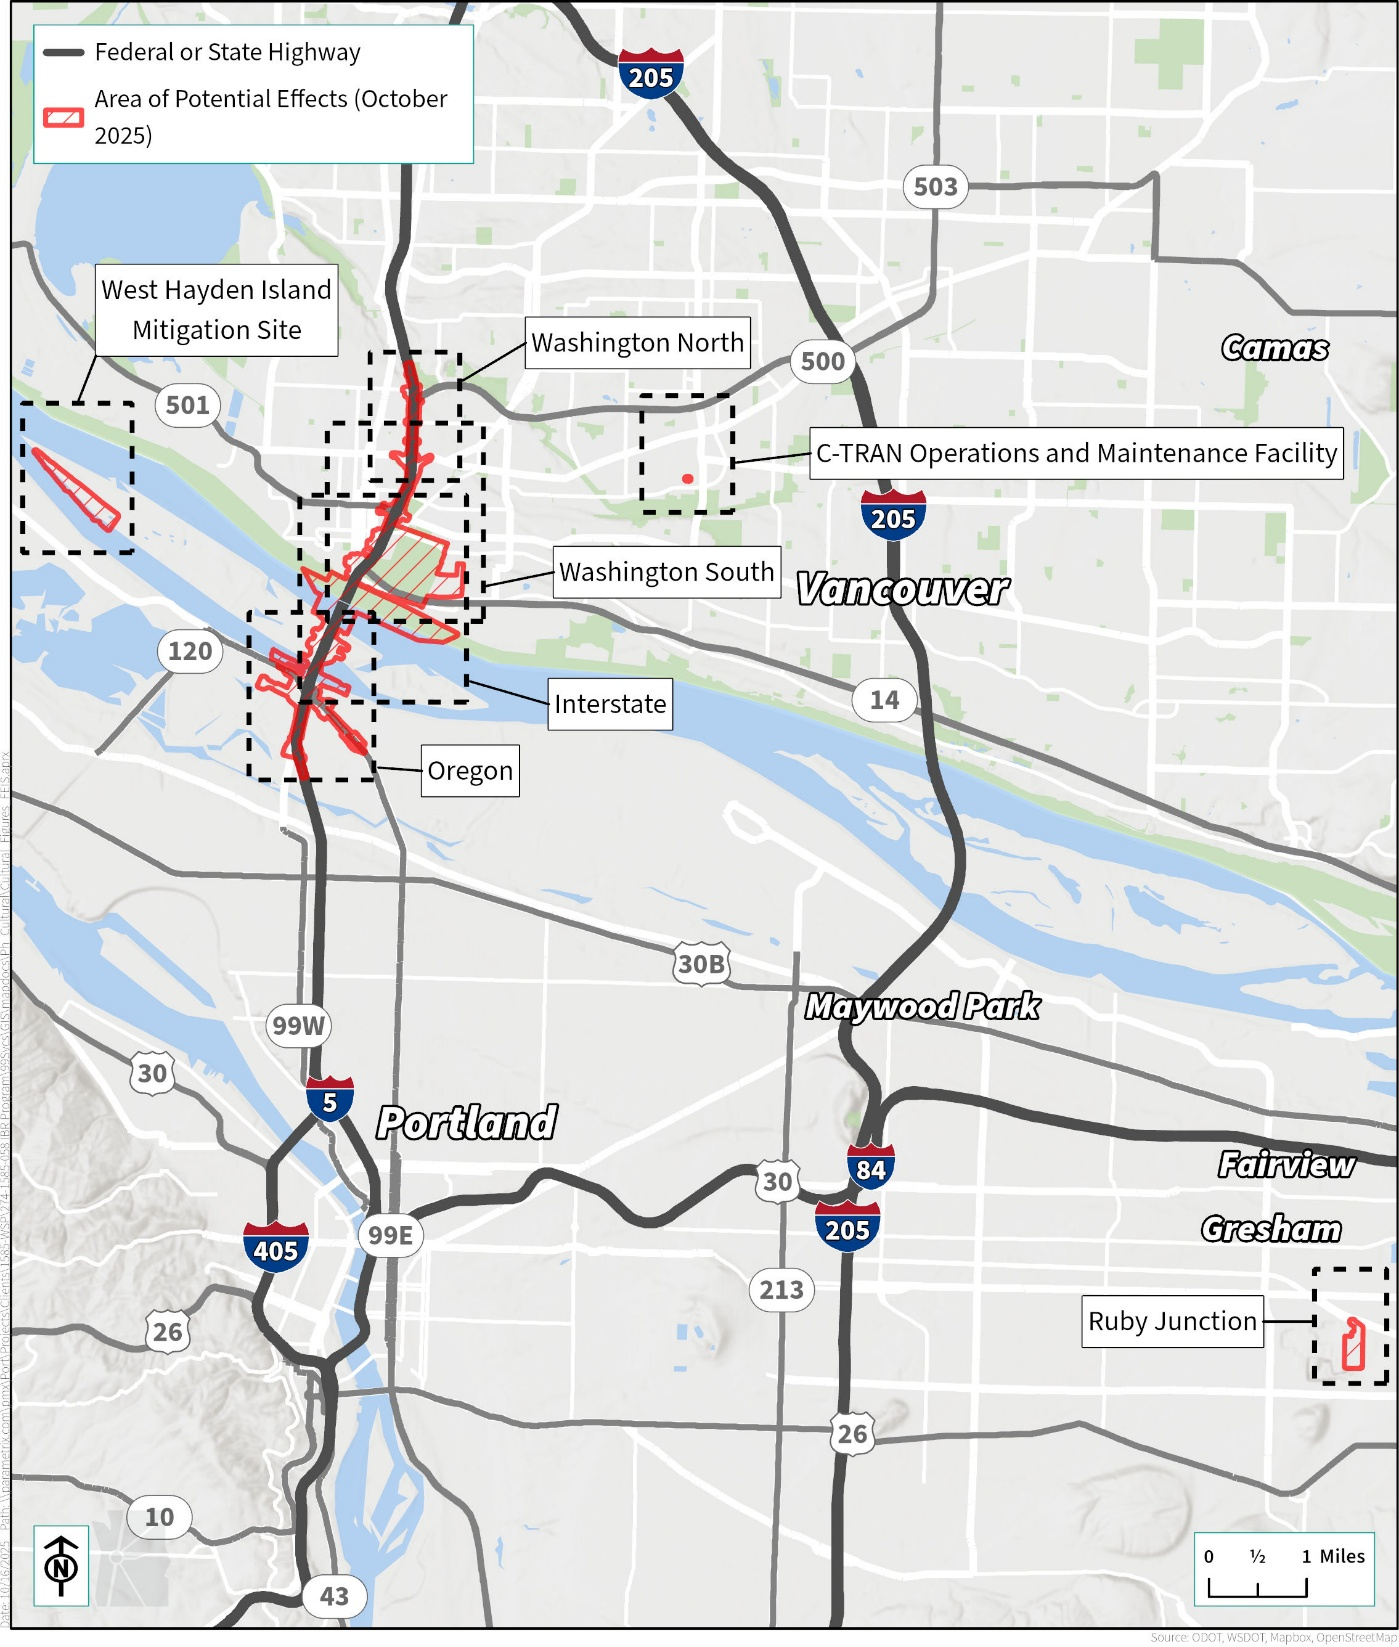 Federal or State Highway
Area of Potential Effects (October
2025)
205
503
West Hayden Island
Mitigation Site
Washington North
500
Camas
501
C-TRAN Operations and Maintenance Facility
205
Washington South
Vancouver
120
14
Interstate
Oregon
30B
Maywood Park
99W
30
5
Portland
84
Fairview
30
99E
205
Gresham
405
213
Ruby Junction
26
26
10
N
43
0 ½ 1 Miles
Source: ODOT, WSDOT, Mapbox, OpenStreetMap